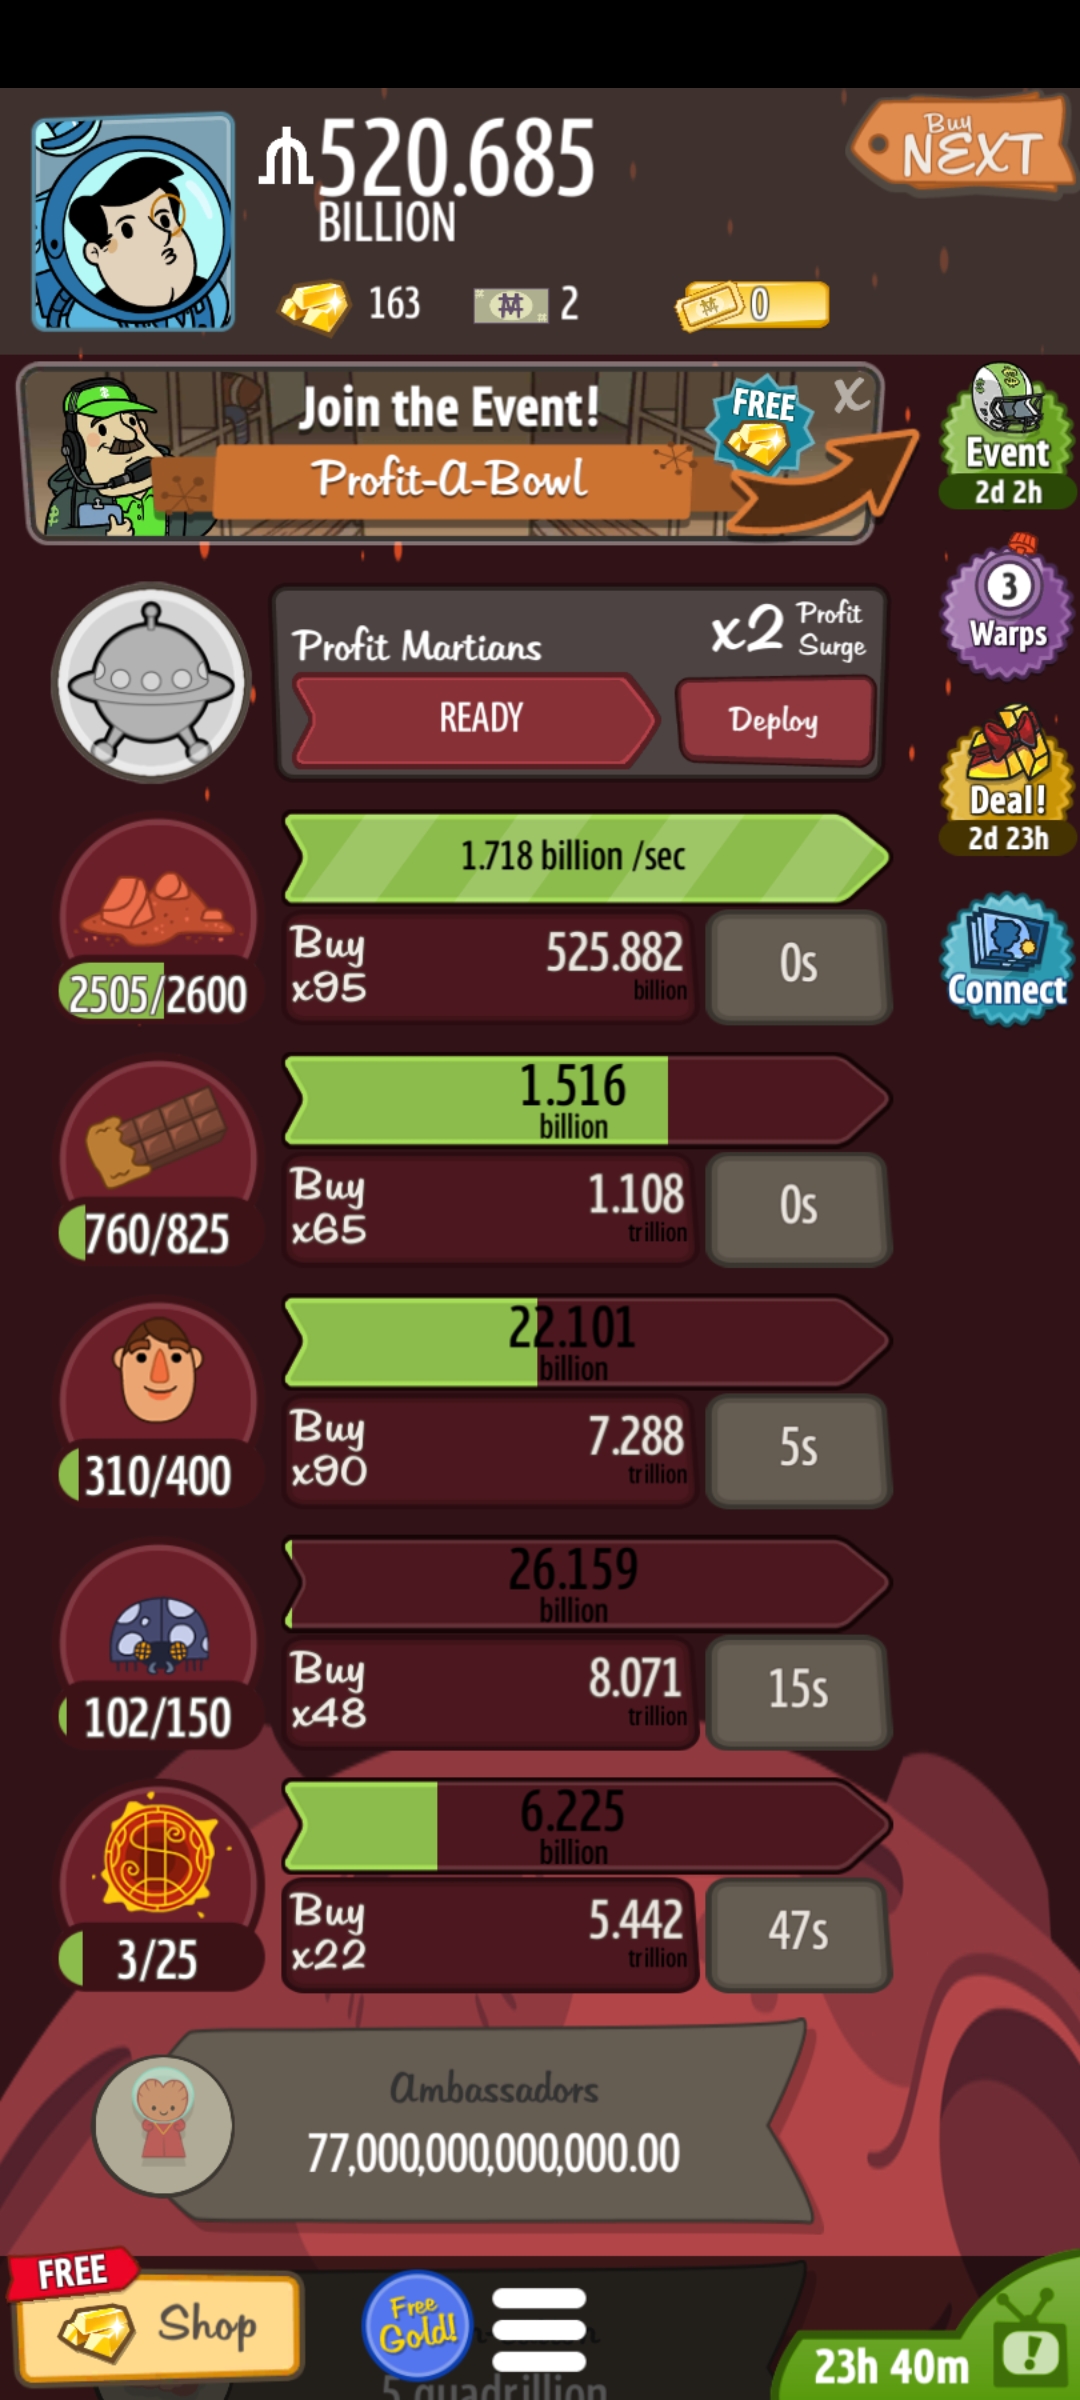 520.685
BILLION
Buy
NEXT
163
2
0
Join the Event!
Profit-A-Bowl
FREE
X
Event
2d 2h
3
Warps
Deal!
2d 23h
Connect
Profit Martians
x2 Profit Surge
READY
Deploy
1.718 billion /sec
2505/2600
Buy x95
525.882
billion
0s
1.516
billion
760/825
Buy x65
1.108
trillion
0s
22.101
billion
310/400
Buy x90
7.288
trillion
5s
26.159
billion
102/150
Buy x48
8.071
trillion
15s
6.225
billion
3/25
Buy x22
5.442
trillion
47s
Ambassadors
77,000,000,000,000.00
FREE
Shop
Free
Gold!
5 quadrillion
23h 40m